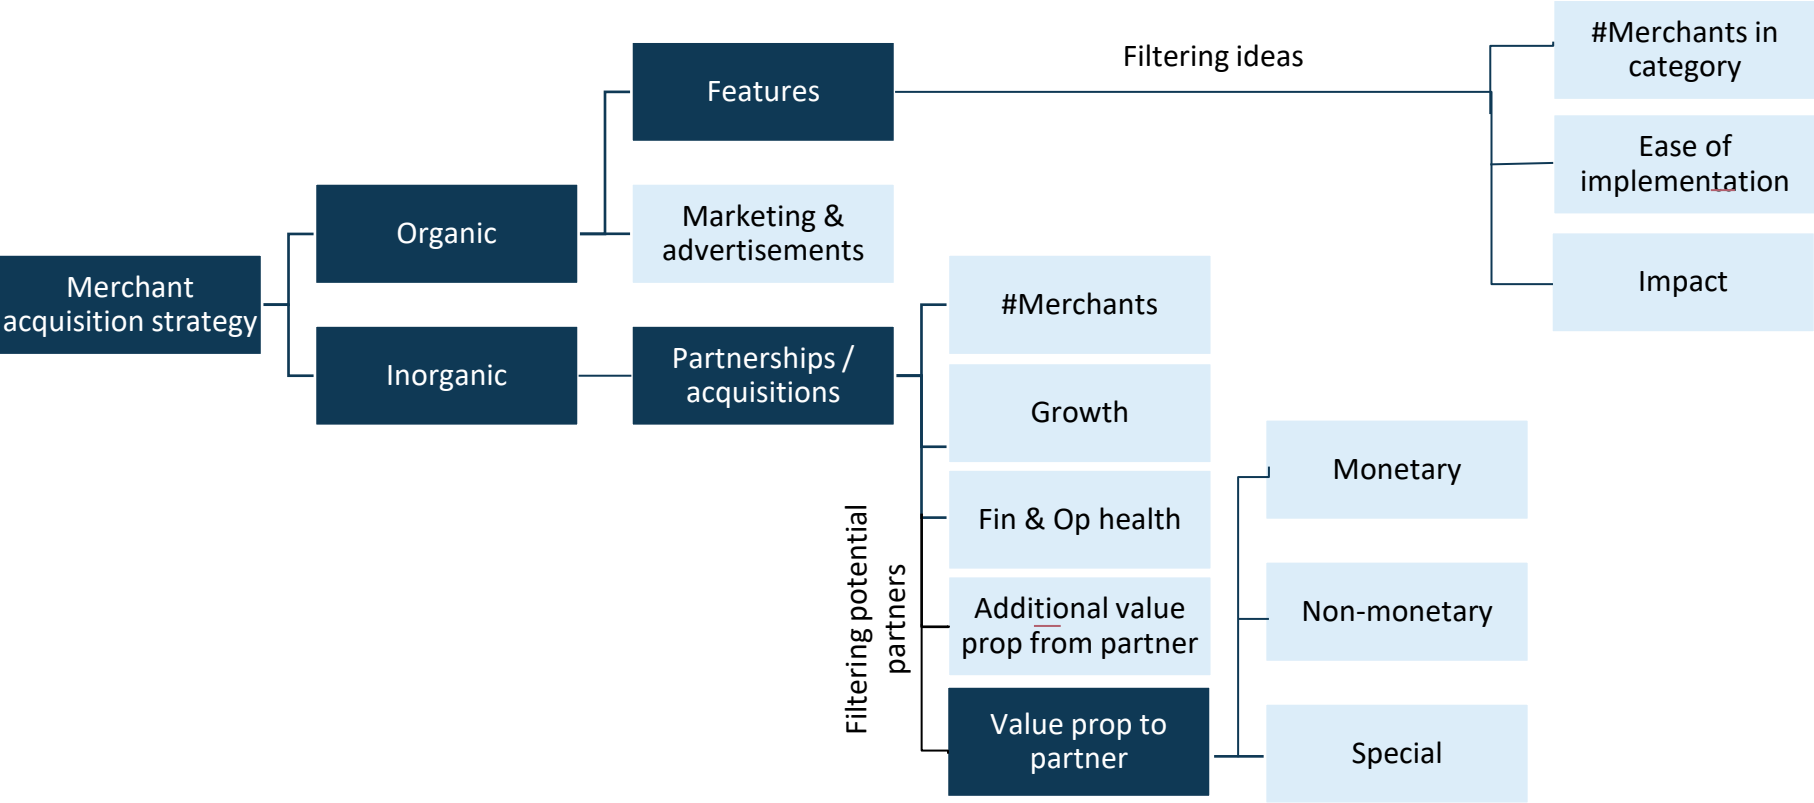 Merchant
acquisition strategy
Organic
Inorganic
Features
Marketing &
advertisements
Partnerships /
acquisitions
Filtering ideas
#Merchants in
category
Ease of
implementation
Impact
Filtering potential
partners
#Merchants
Growth
Fin & Op health
Additional value
prop from partner
Value prop to
partner
Monetary
Non-monetary
Special